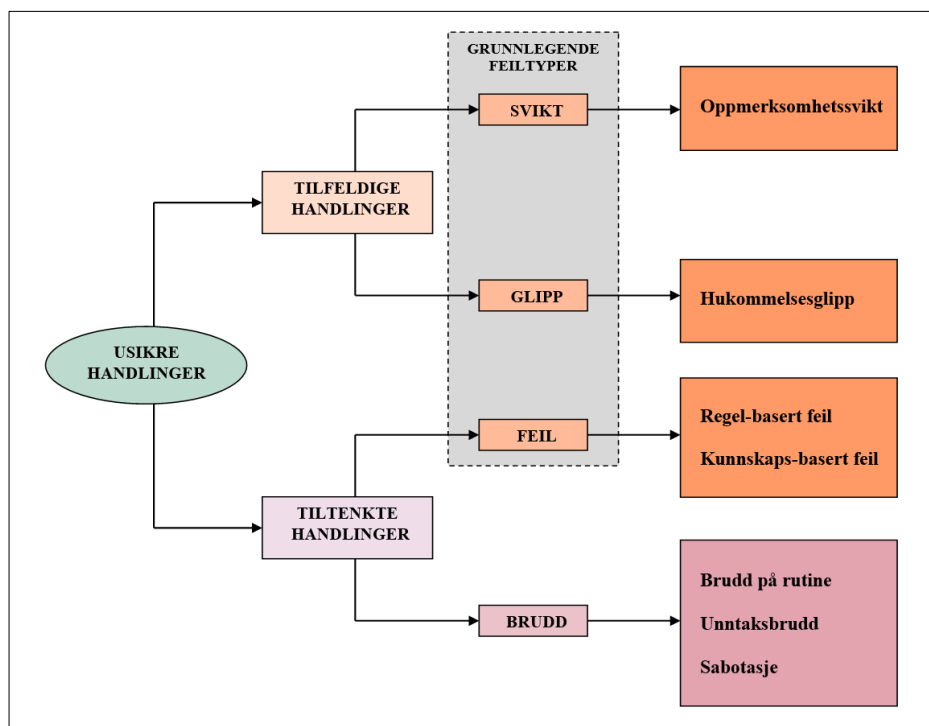 GRUNNLEGENDE
FEILTYPER
SVIKT
Oppmerksomhetssvikt
TILFELDIGE
HANDLINGER
GLIPP
Hukommelsesglipp
USIKRE
HANDLINGER
FEIL
Regel-basert feil
Kunnskaps-basert feil
TILTENKTE
HANDLINGER
BRUDD
Brudd på rutine
Unntaksbrudd
Sabotasje